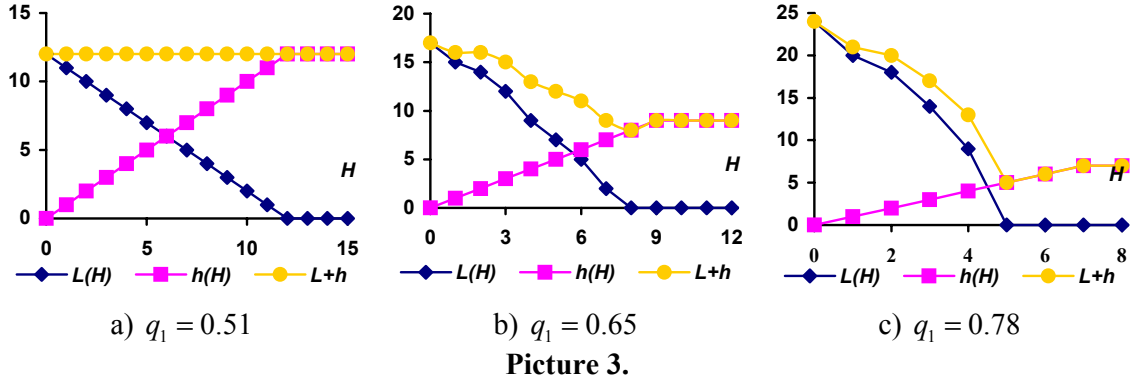 15
10
5
0
0 5 10 15
H
L(H) h(H) L+h
a) q₁ = 0.51
20
15
10
5
0
0 3 6 9 12
H
L(H) h(H) L+h
b) q₁ = 0.65
25
20
15
10
5
0
0 2 4 6 8
H
L(H) h(H) L+h
c) q₁ = 0.78
Picture 3.